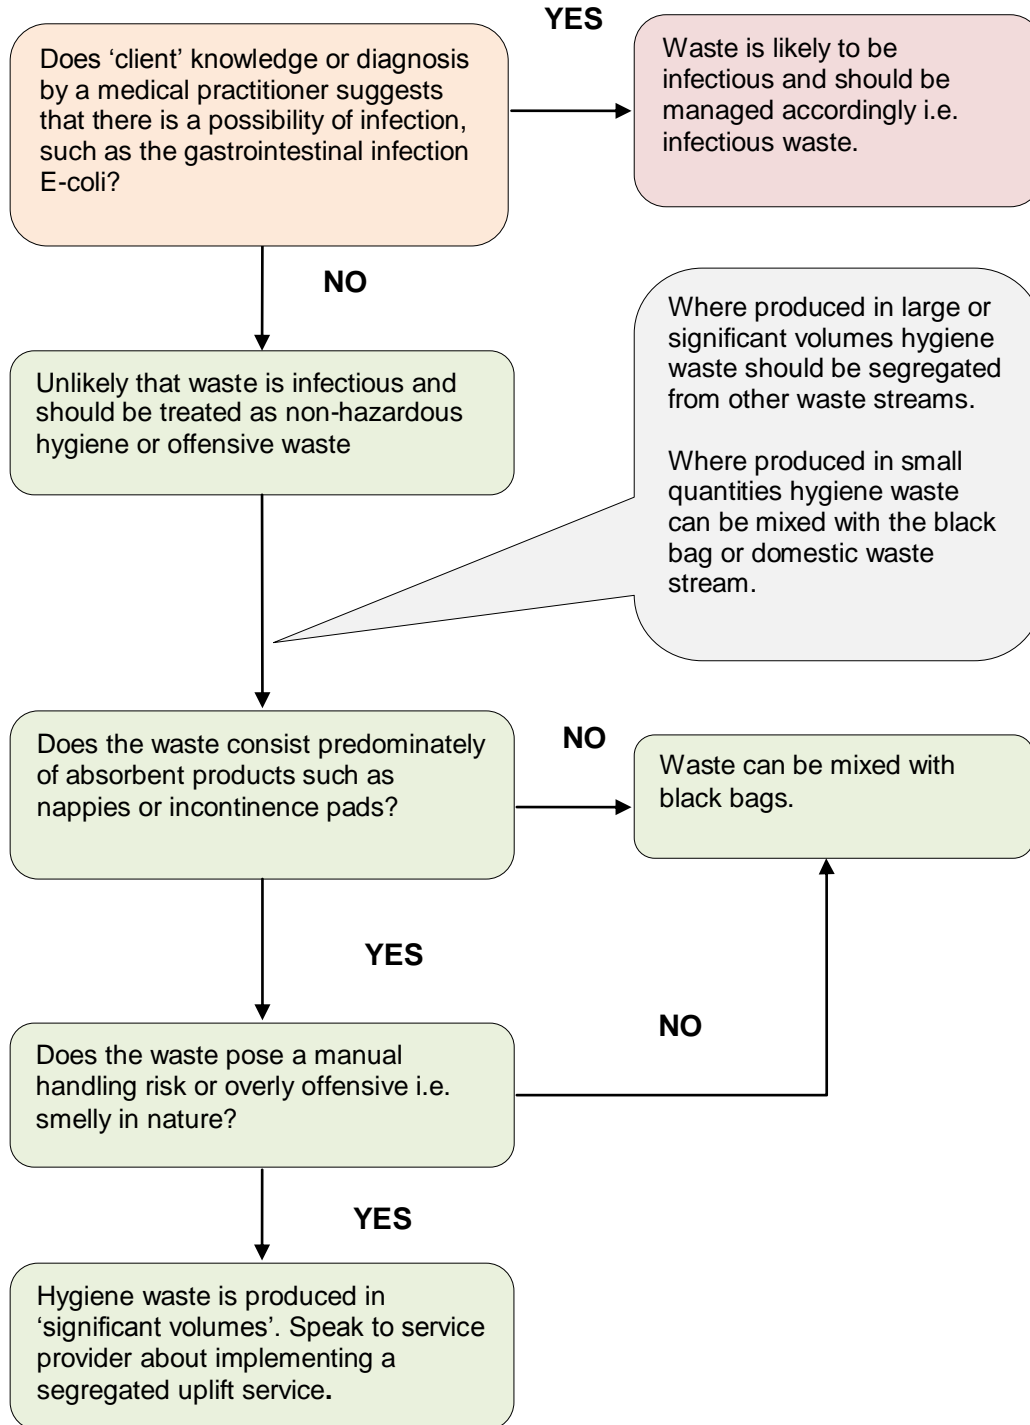 YES
Does ‘client’ knowledge or diagnosis
by a medical practitioner suggests
that there is a possibility of infection,
such as the gastrointestinal infection
E-coli?
Waste is likely to be
infectious and should be
managed accordingly i.e.
infectious waste.
NO
Where produced in large or
significant volumes hygiene
waste should be segregated
from other waste streams.
Where produced in small
quantities hygiene waste
can be mixed with the black
bag or domestic waste
stream.
Unlikely that waste is infectious and
should be treated as non-hazardous
hygiene or offensive waste
Does the waste consist predominately
of absorbent products such as
nappies or incontinence pads?
NO
Waste can be mixed with
black bags.
YES
Does the waste pose a manual
handling risk or overly offensive i.e.
smelly in nature?
NO
YES
Hygiene waste is produced in
‘significant volumes’. Speak to service
provider about implementing a
segregated uplift service.